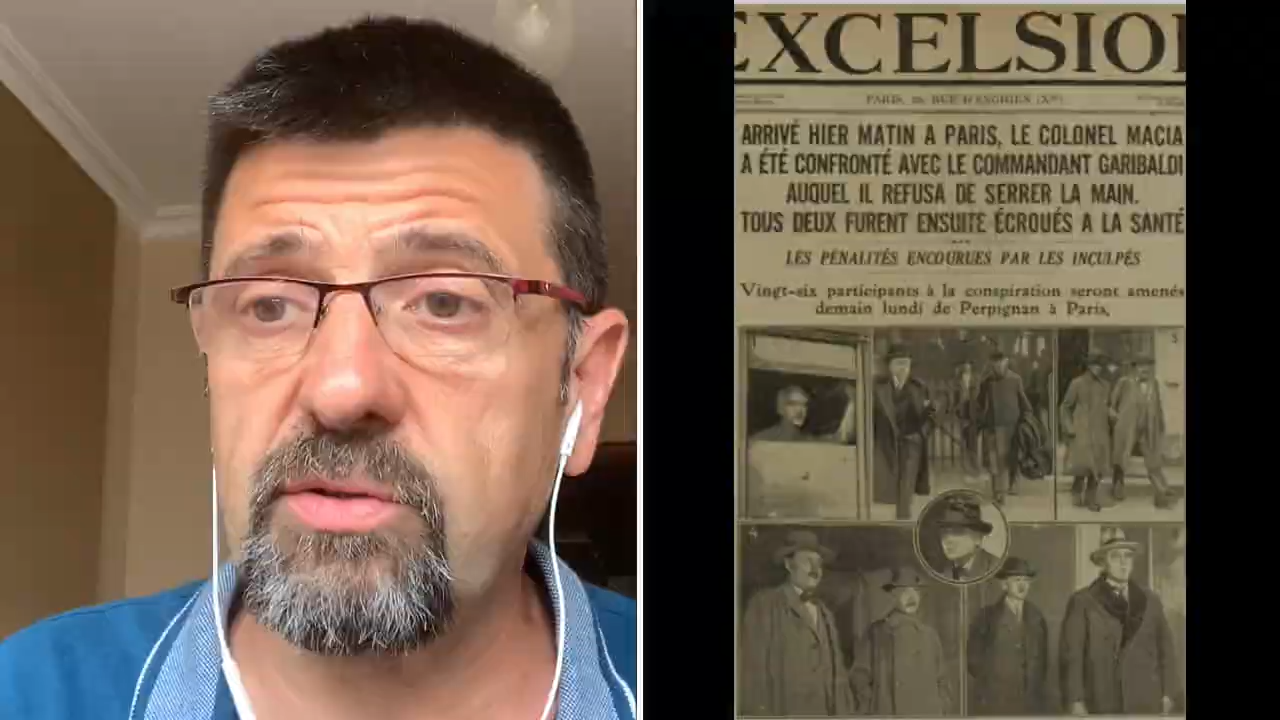 EXCELSIOR
PARIS, 20, RUE D'ENGHIEN (Xe)
ARRIVÉ HIER MATIN A PARIS, LE COLONEL MACIA
A ÉTÉ CONFRONTÉ AVEC LE COMMANDANT GARIBALDI
AUQUEL IL REFUSA DE SERRER LA MAIN.
TOUS DEUX FURENT ENSUITE ÉCROUÉS A LA SANTÉ
LES PÉNALITÉS ENCOURUES PAR LES INCULPÉS
Vingt-six participants à la conspiration seront amenés
demain lundi de Perpignan à Paris,